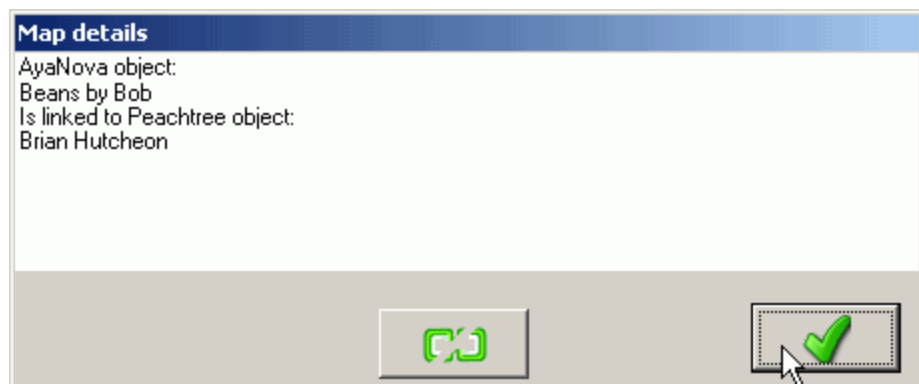 Map details
AyaNova object:
Beans by Bob
Is linked to Peachtree object:
Brian Hutcheon